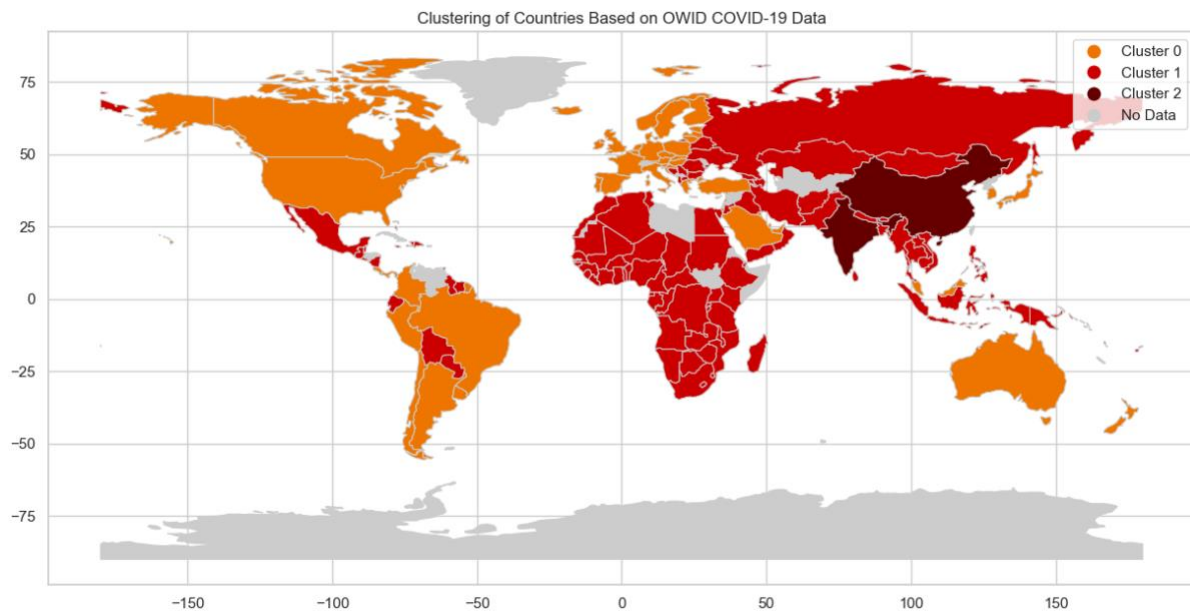 Clustering of Countries Based on OWID COVID-19 Data
Cluster 0
Cluster 1
Cluster 2
No Data
75
50
25
0
−25
−50
−75
−150
−100
−50
0
50
100
150